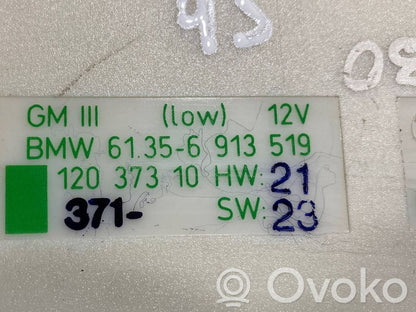 45
GM III (low) 12V
BMW 61.35-6 913 519
120 373 10 HW: 21
371- SW: 23
Ovoko